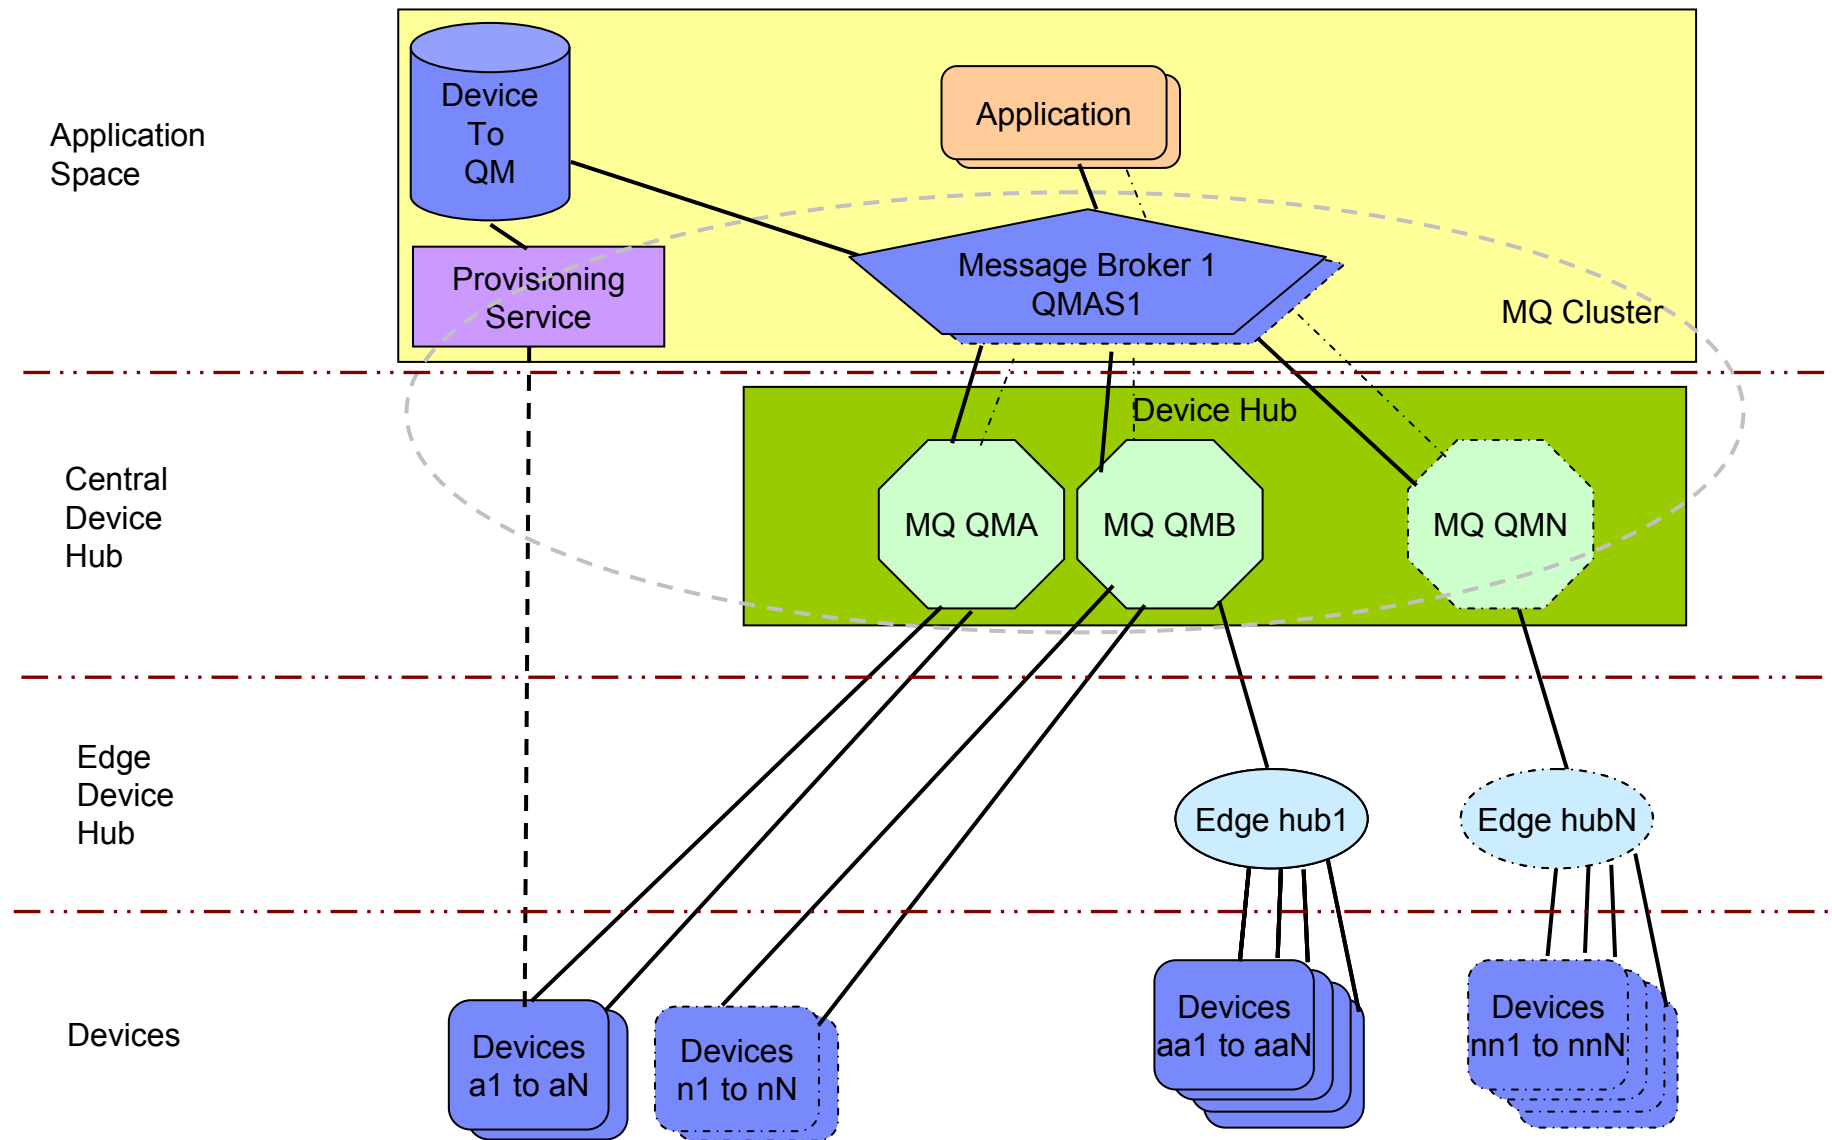 Application
Space
Device
To
QM
Application
Provisioning
Service
Message Broker 1
QMAS1
MQ Cluster
Central
Device
Hub
Device Hub
MQ QMA
MQ QMB
MQ QMN
Edge
Device
Hub
Edge hub1
Edge hubN
Devices
Devices
a1 to aN
Devices
n1 to nN
Devices
aa1 to aaN
Devices
nn1 to nnN